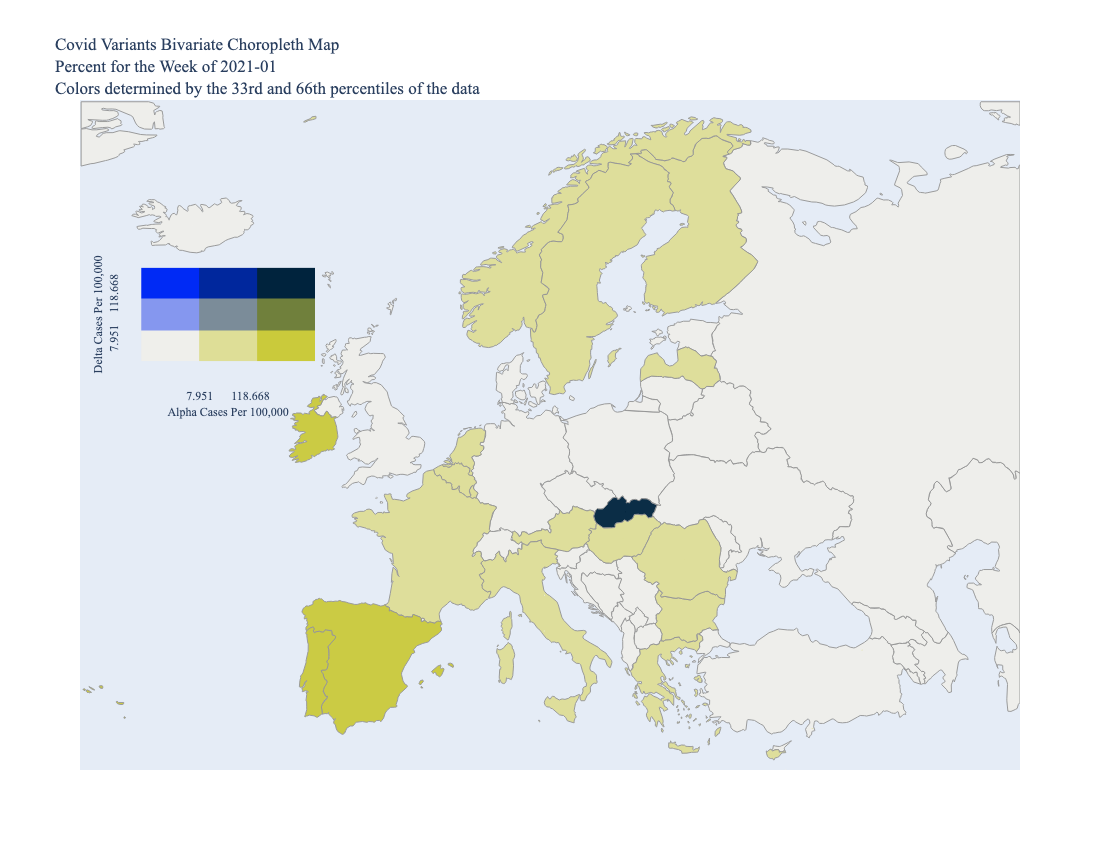 Covid Variants Bivariate Choropleth Map
Percent for the Week of 2021-01
Colors determined by the 33rd and 66th percentiles of the data
Delta Cases Per 100,000
7.951 118.668
7.951 118.668
Alpha Cases Per 100,000